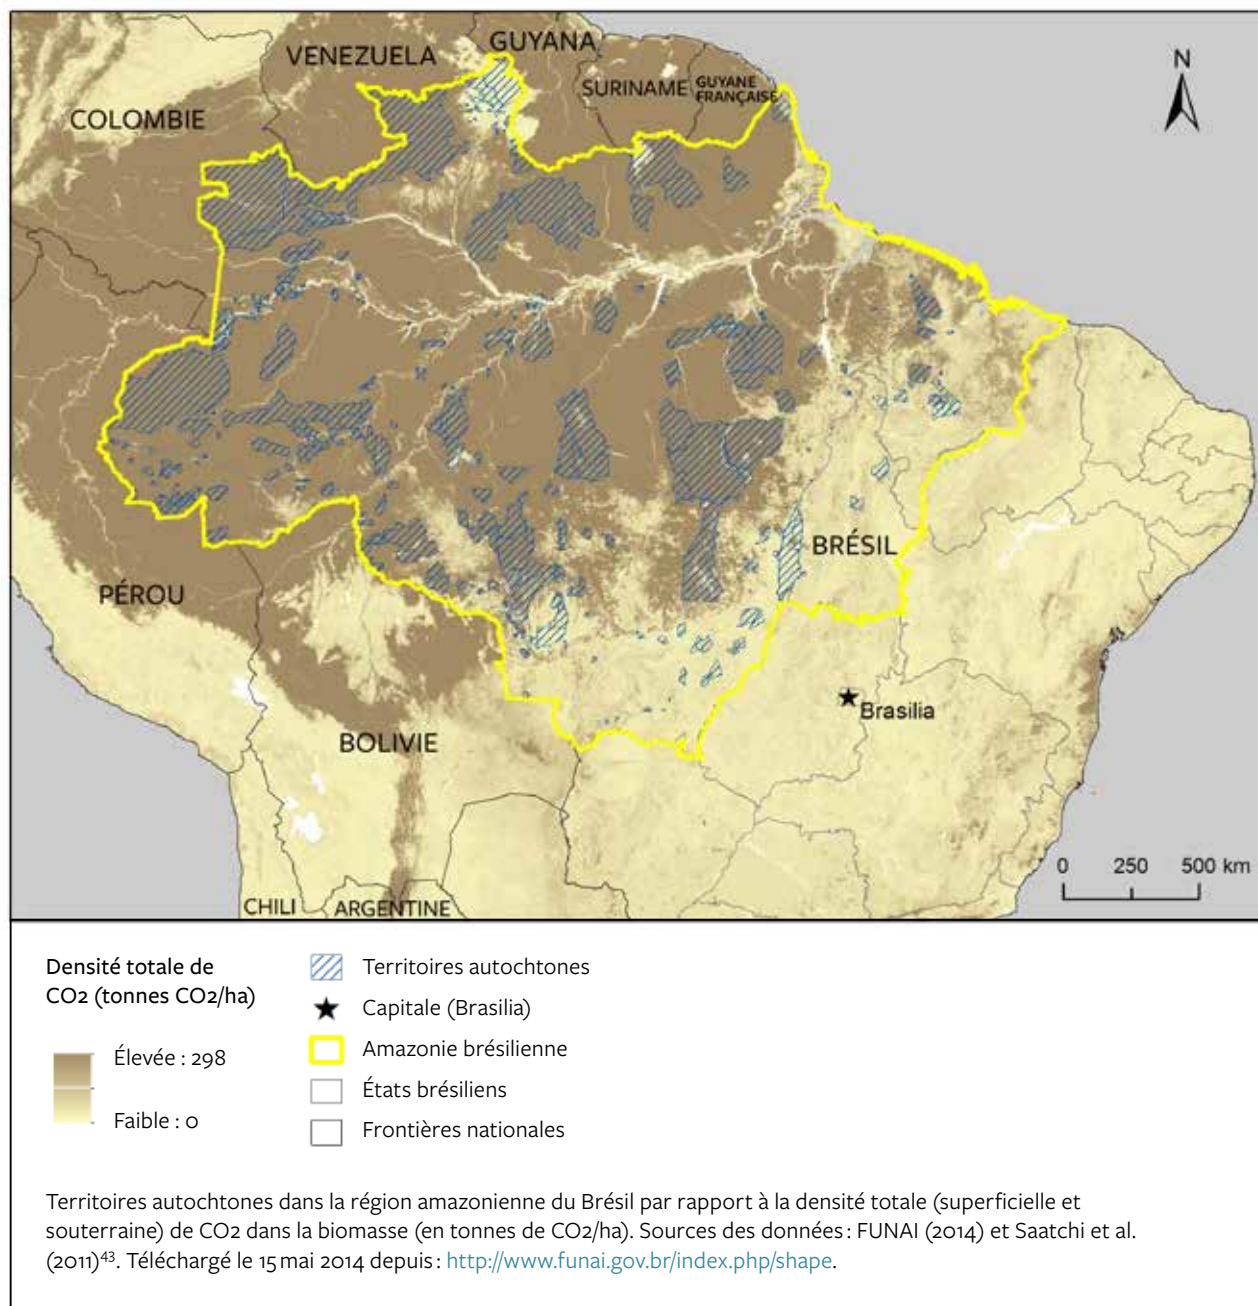 VENEZUELA
GUYANA
SURINAME
GUYANE
FRANÇAISE
N
COLOMBIE
BRÉSIL
PÉROU
Brasilia
BOLIVIE
0 250 500 km
CHILI
ARGENTINE
Densité totale de
CO2 (tonnes CO2/ha)
Élevée : 298
Faible : 0
Territoires autochtones
Capitale (Brasilia)
Amazonie brésilienne
États brésiliens
Frontières nationales
Territoires autochtones dans la région amazonienne du Brésil par rapport à la densité totale (superficielle et
souterraine) de CO2 dans la biomasse (en tonnes de CO2/ha). Sources des données : FUNAI (2014) et Saatchi et al.
(2011)⁴³. Téléchargé le 15 mai 2014 depuis : http://www.funai.gov.br/index.php/shape.